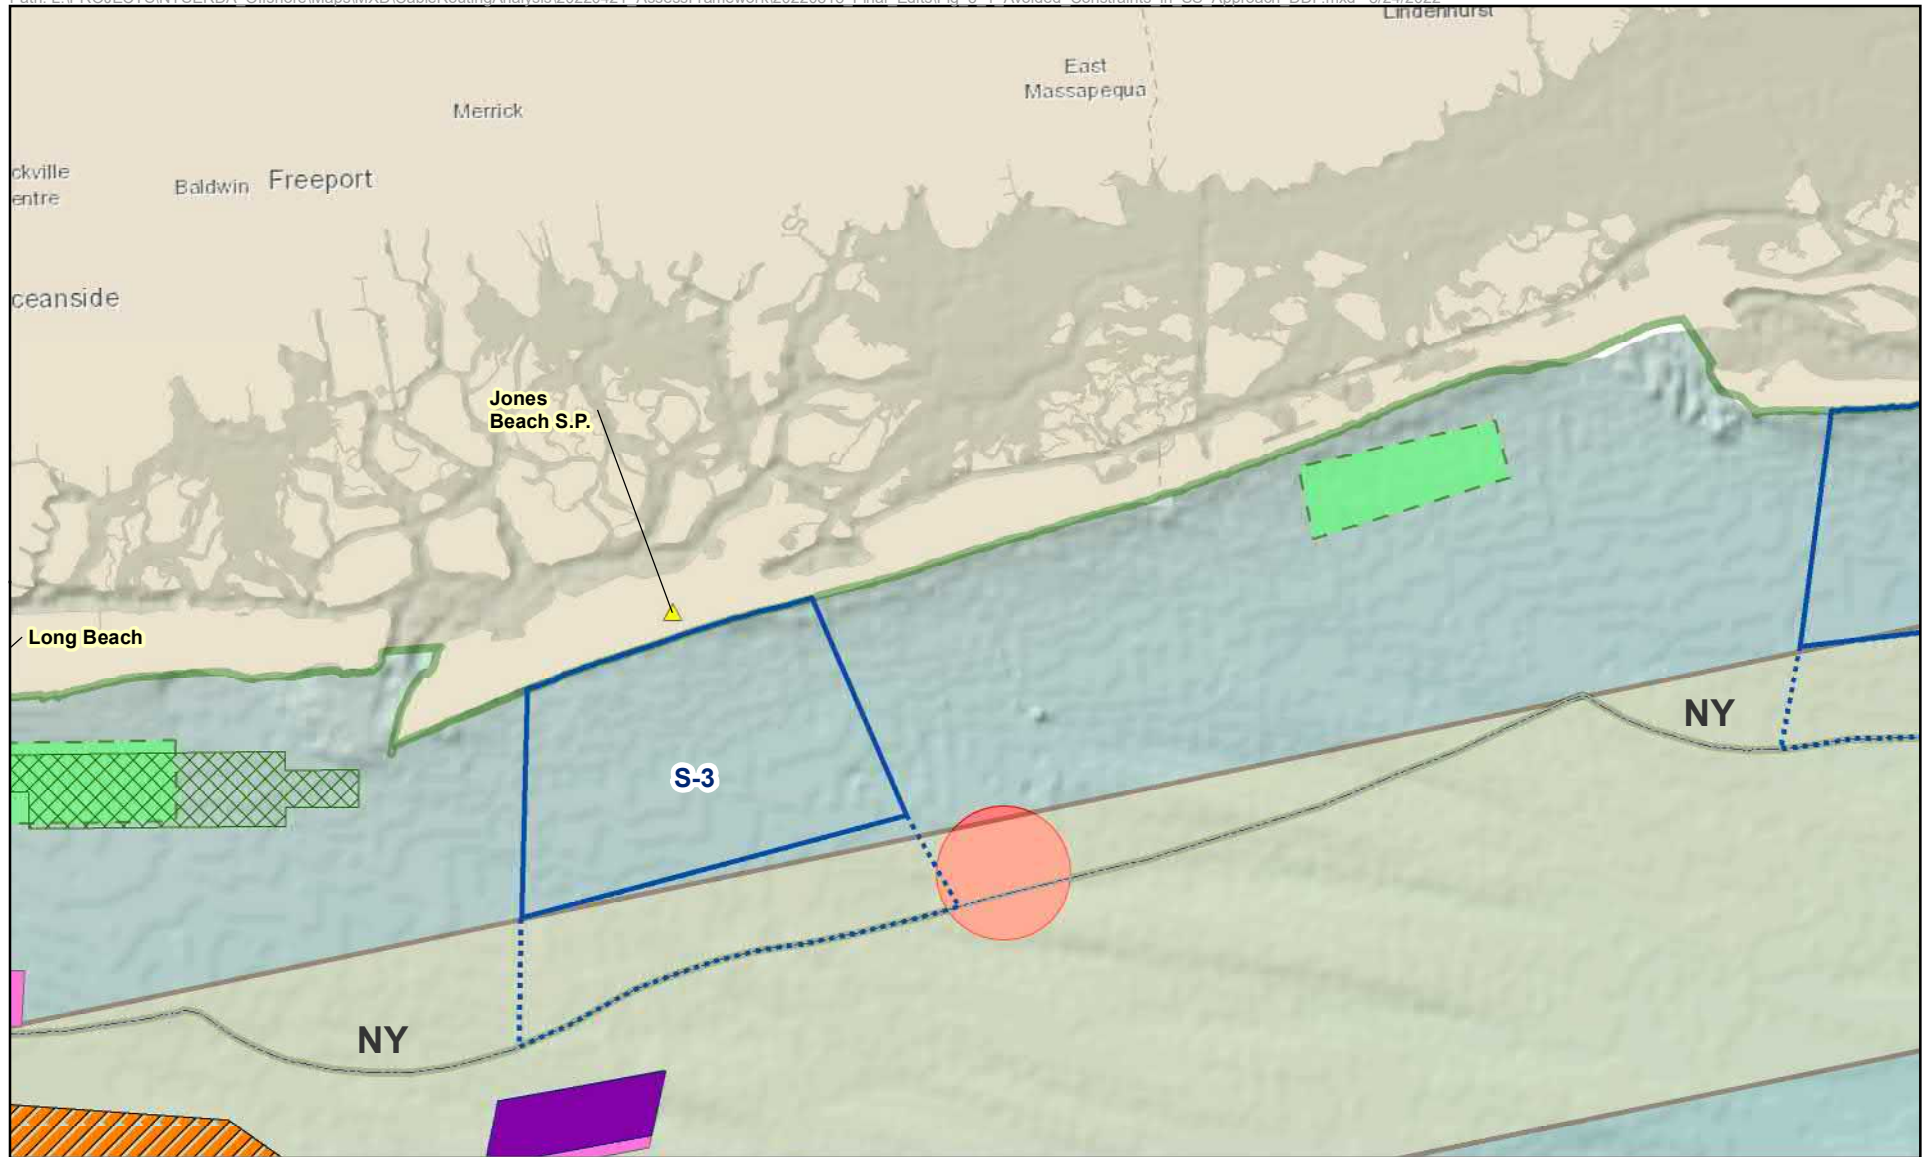 Lindenhurst
East
Massapequa
Merrick
ckville
entre
Baldwin
Freeport
ceanside
Jones
Beach S.P.
Long Beach
S-3
NY
NY